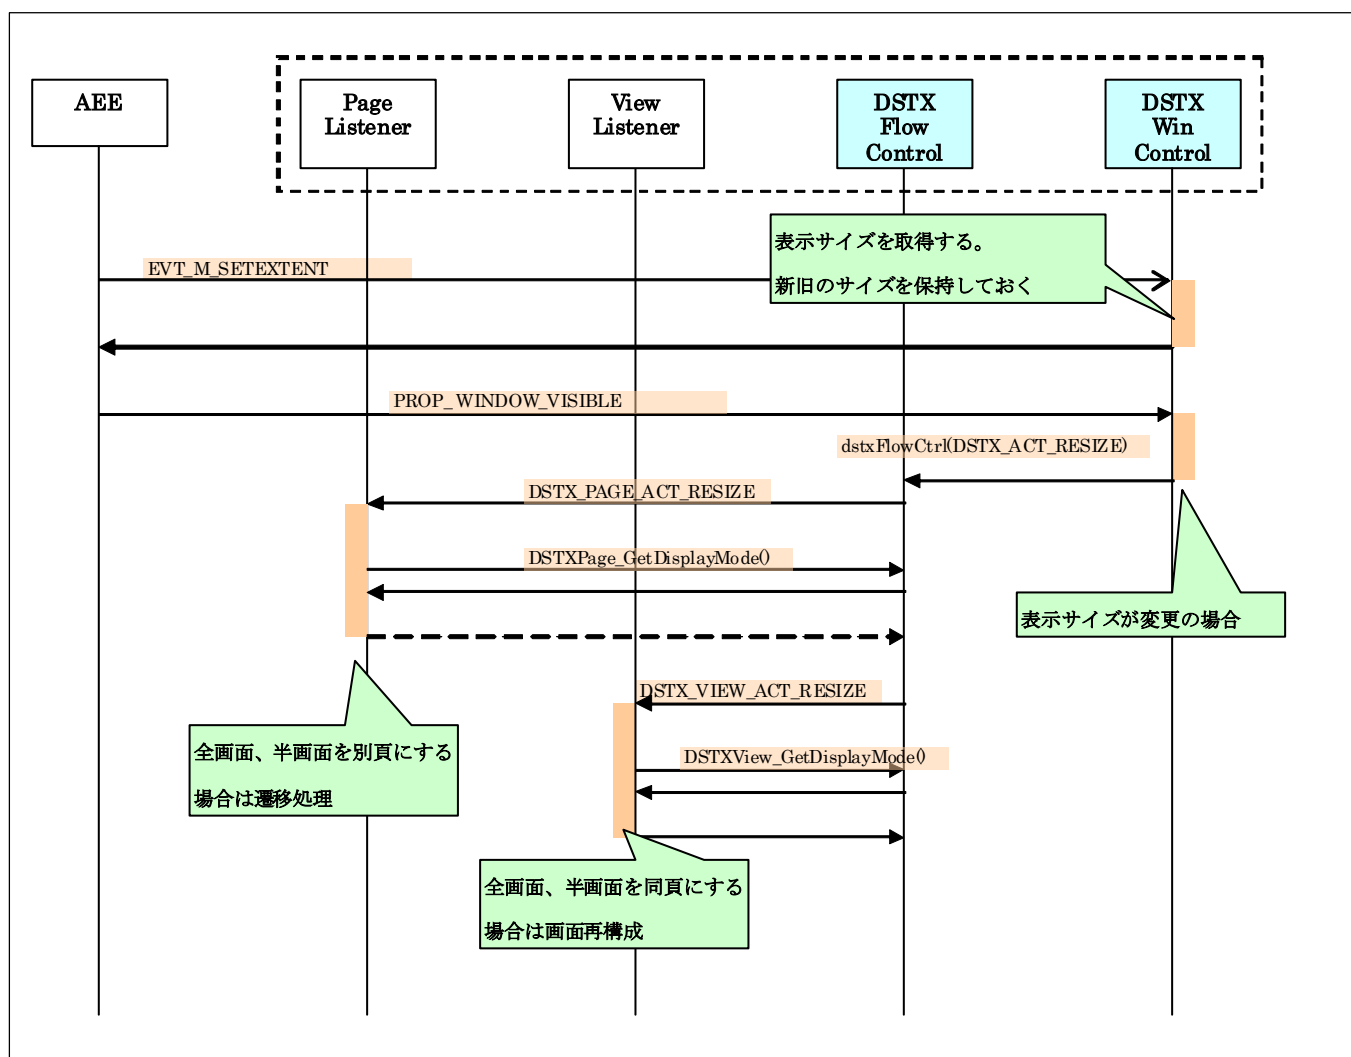 AEE
Page
Listener
View
Listener
DSTX
Flow
Control
DSTX
Win
Control
表示サイズを取得する。
新旧のサイズを保持しておく
EVT_M_SETEXTENT
PROP_WINDOW_VISIBLE
dstxFlowCtrl(DSTX_ACT_RESIZE)
DSTX_PAGE_ACT_RESIZE
DSTXPage_GetDisplayMode()
表示サイズが変更の場合
DSTX_VIEW_ACT_RESIZE
全画面、半画面を別頁にする
場合は遷移処理
DSTXView_GetDisplayMode()
全画面、半画面を同頁にする
場合は画面再構成